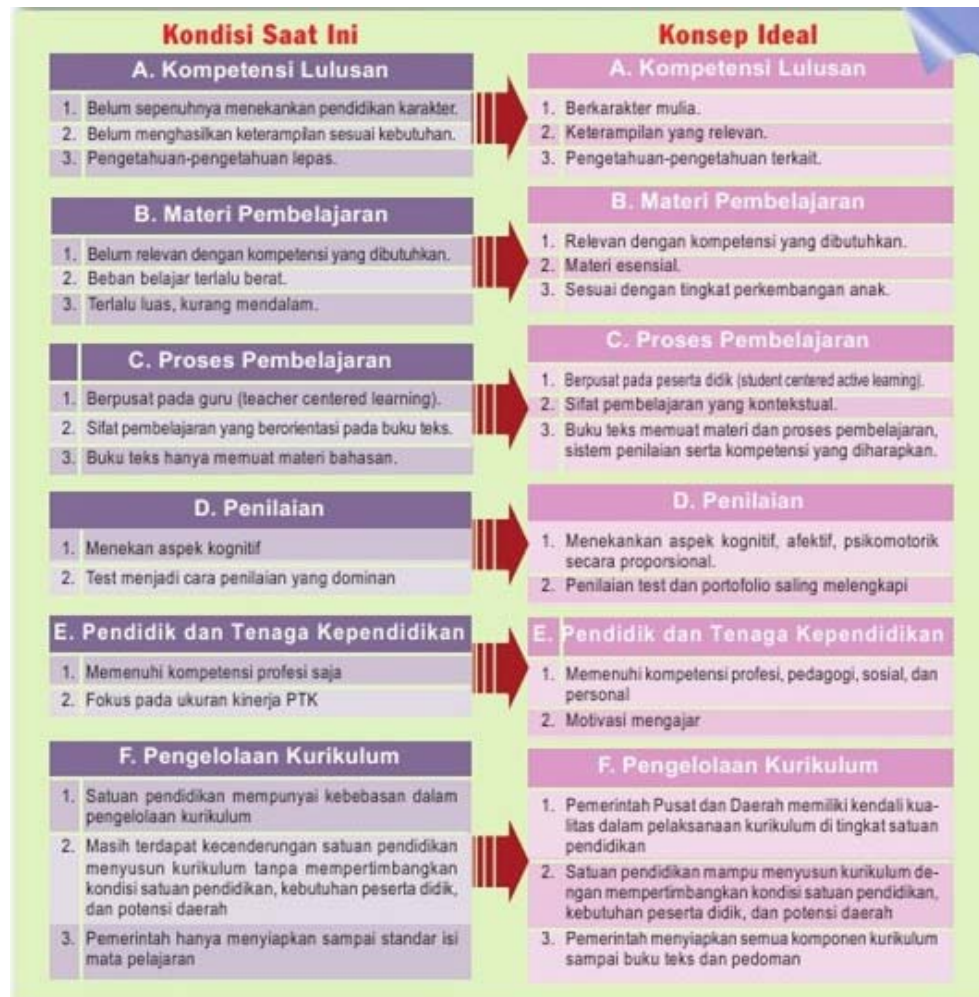 Kondisi Saat Ini
A. Kompetensi Lulusan
1. Belum sepenuhnya menekankan pendidikan karakter.
2. Belum menghasilkan keterampilan sesuai kebutuhan.
3. Pengetahuan-pengetahuan lepas.
B. Materi Pembelajaran
1. Belum relevan dengan kompetensi yang dibutuhkan.
2. Beban belajar terlalu berat.
3. Terlalu luas, kurang mendalam.
C. Proses Pembelajaran
1. Berpusat pada guru (teacher centered learning).
2. Sifat pembelajaran yang berorientasi pada buku teks.
3. Buku teks hanya memuat materi bahasan.
D. Penilaian
1. Menekan aspek kognitif
2. Test menjadi cara penilaian yang dominan
E. Pendidik dan Tenaga Kependidikan
1. Memenuhi kompetensi profesi saja
2. Fokus pada ukuran kinerja PTK
F. Pengelolaan Kurikulum
1. Satuan pendidikan mempunyai kebebasan dalam
pengelolaan kurikulum
2. Masih terdapat kecenderungan satuan pendidikan
menyusun kurikulum tanpa mempertimbangkan
kondisi satuan pendidikan, kebutuhan peserta didik,
dan potensi daerah
3. Pemerintah hanya menyiapkan sampai standar isi
mata pelajaran
Konsep Ideal
A. Kompetensi Lulusan
1. Berkarakter mulia.
2. Keterampilan yang relevan.
3. Pengetahuan-pengetahuan terkait.
B. Materi Pembelajaran
1. Relevan dengan kompetensi yang dibutuhkan.
2. Materi esensial.
3. Sesuai dengan tingkat perkembangan anak.
C. Proses Pembelajaran
1. Berpusat pada peserta didik (student centered active learning).
2. Sifat pembelajaran yang kontekstual.
3. Buku teks memuat materi dan proses pembelajaran,
sistem penilaian serta kompetensi yang diharapkan.
D. Penilaian
1. Menekankan aspek kognitif, afektif, psikomotorik
secara proporsional.
2. Penilaian test dan portofolio saling melengkapi
E. Pendidik dan Tenaga Kependidikan
1. Memenuhi kompetensi profesi, pedagogi, sosial, dan
personal
2. Motivasi mengajar
F. Pengelolaan Kurikulum
1. Pemerintah Pusat dan Daerah memiliki kendali kua-
litas dalam pelaksanaan kurikulum di tingkat satuan
pendidikan
2. Satuan pendidikan mampu menyusun kurikulum de-
ngan mempertimbangkan kondisi satuan pendidikan,
kebutuhan peserta didik, dan potensi daerah
3. Pemerintah menyiapkan semua komponen kurikulum
sampai buku teks dan pedoman